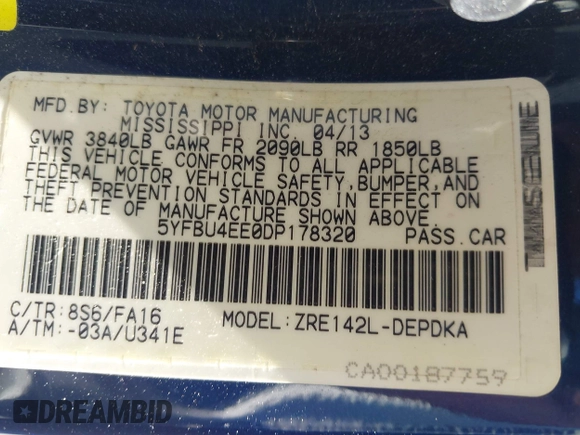 MFD.BY: TOYOTA MOTOR MANUFACTURING
MISSISSIPPI INC. 04/13
GVWR 3840LB GAWR FR 2090LB RR 1850LB
THIS VEHICLE CONFORMS TO ALL APPLICABLE
FEDERAL MOTOR VEHICLE SAFETY,BUMPER,AND
THEFT PREVENTION STANDARDS IN EFFECT ON
THE DATE OF MANUFACTURE SHOWN ABOVE.
5YFBU4EE0DP178320 PASS.CAR
C/TR:8S6/FA16 MODEL:ZRE142L-DEPDKA
A/TM:-03A/U341E
CA00187759
DREAMBID